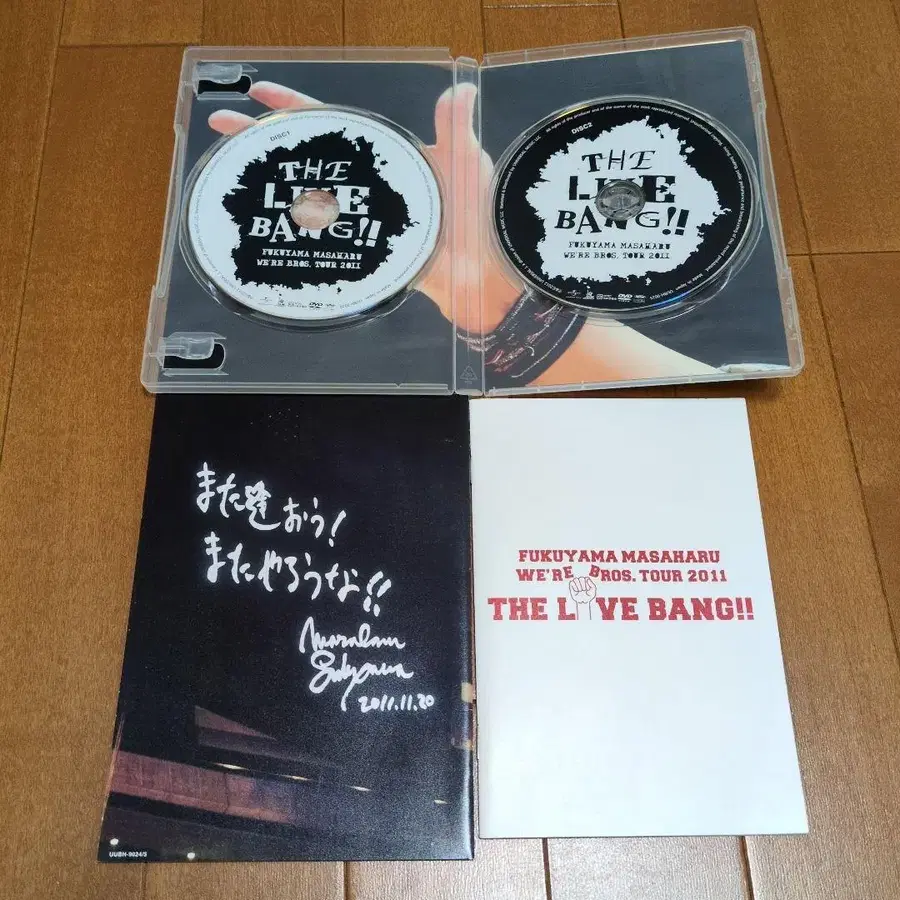 DISC1
THE
LIVE
BANG!!
FUKUYAMA MASAHARU
WE'RE BROS. TOUR 2011
DISC2
THE
LIVE
BANG!!
FUKUYAMA MASAHARU
WE'RE BROS. TOUR 2011
また逢おう!
またやろうな!!
2011.11.20
UUBH-9024/5
FUKUYAMA MASAHARU
WE'RE BROS. TOUR 2011
THE LIVE BANG!!